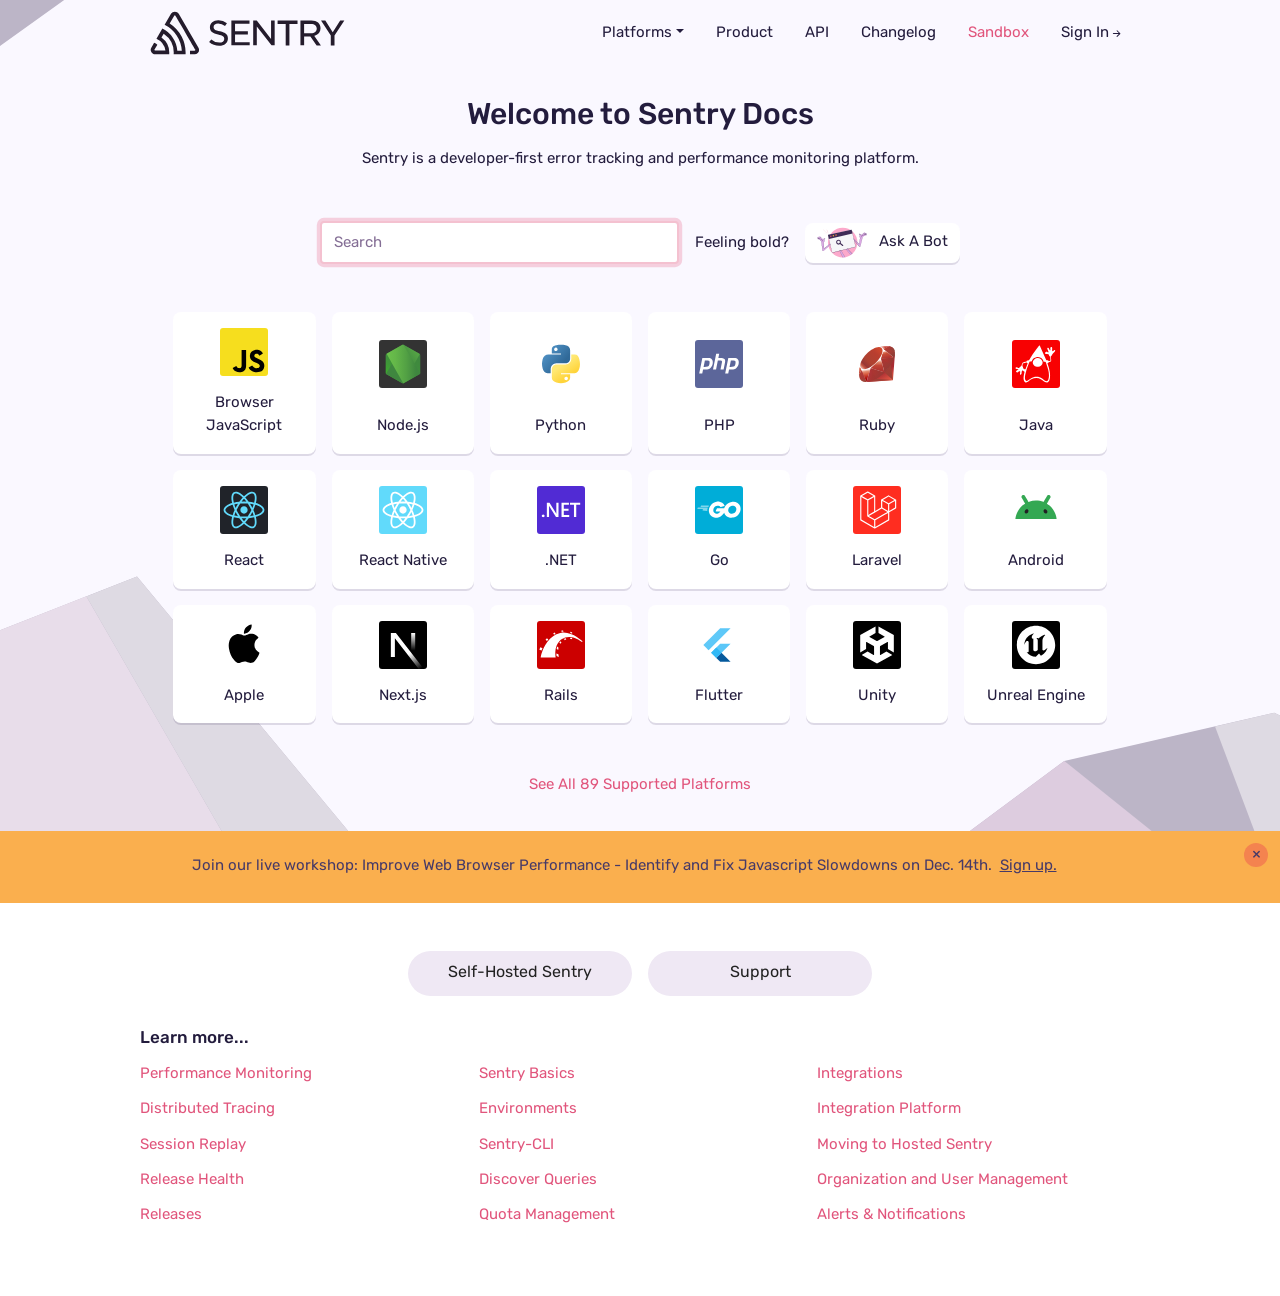 SENTRY
Platforms
Product
API
Changelog
Sandbox
Sign In →
Welcome to Sentry Docs
Sentry is a developer-first error tracking and performance monitoring platform.
Search
Feeling bold?
Ask A Bot
JS
Browser
JavaScript
Node.js
Python
php
PHP
Ruby
Java
React
React Native
.NET
.NET
GO
Go
Laravel
Android
Apple
N
Next.js
Rails
Flutter
Unity
U
Unreal Engine
See All 89 Supported Platforms
Join our live workshop: Improve Web Browser Performance - Identify and Fix Javascript Slowdowns on Dec. 14th. Sign up.
×
Self-Hosted Sentry
Support
Learn more...
Performance Monitoring
Sentry Basics
Integrations
Distributed Tracing
Environments
Integration Platform
Session Replay
Sentry-CLI
Moving to Hosted Sentry
Release Health
Discover Queries
Organization and User Management
Releases
Quota Management
Alerts & Notifications